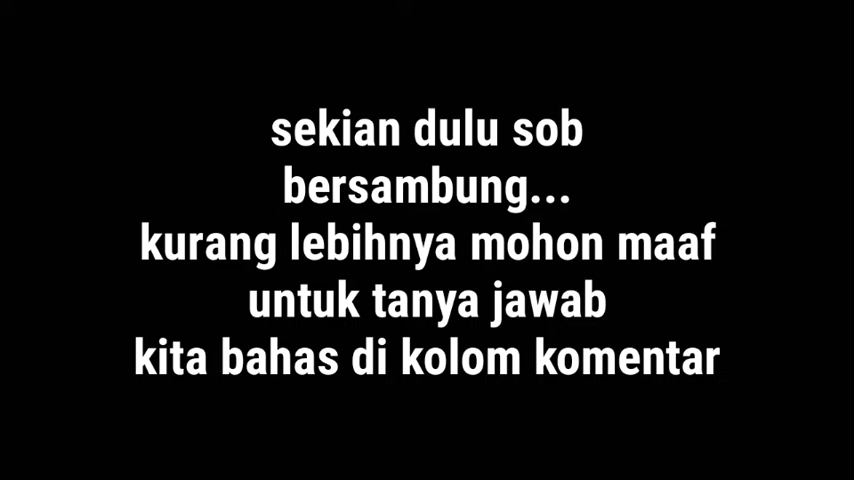 sekian dulu sob
bersambung...
kurang lebihnya mohon maaf
untuk tanya jawab
kita bahas di kolom komentar